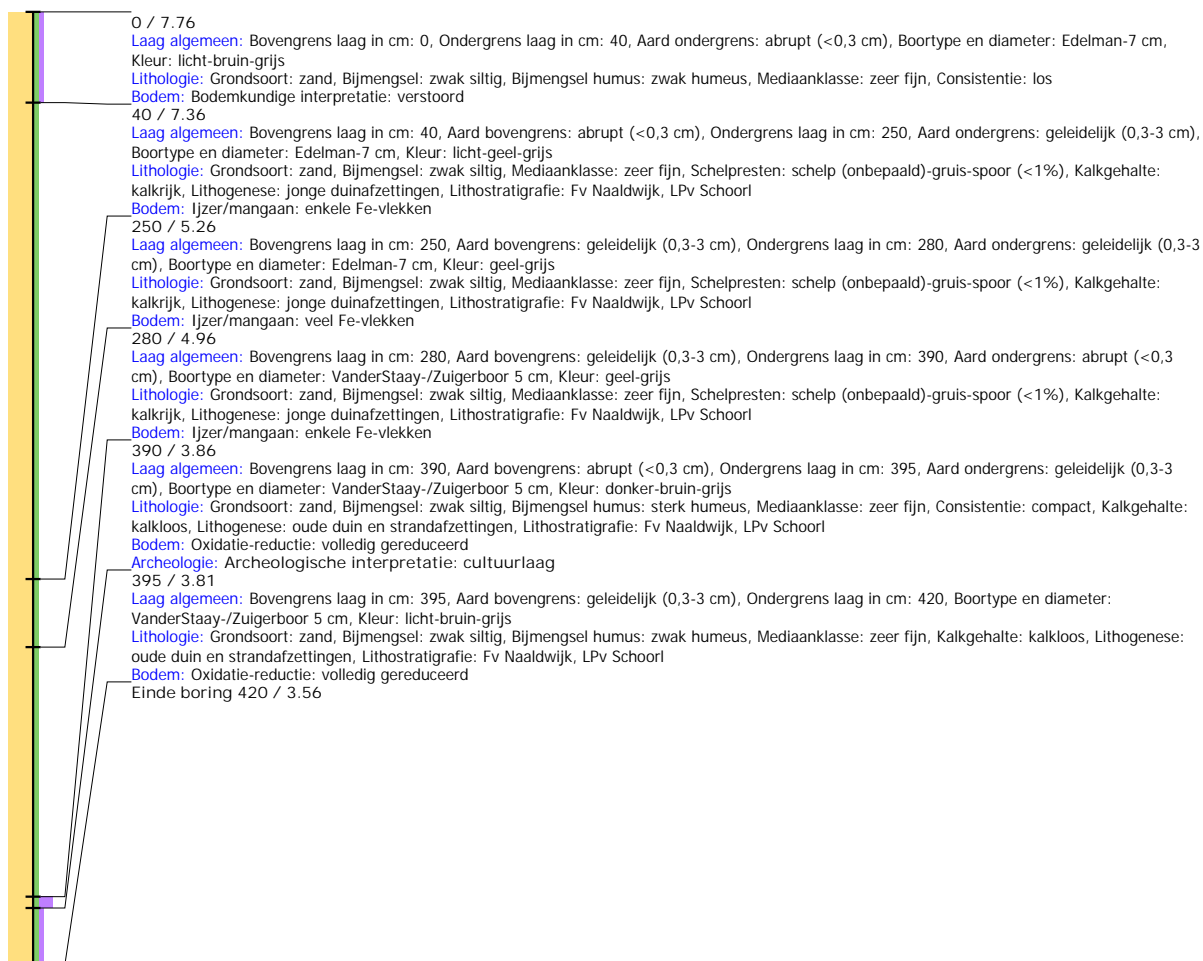 0 / 7.76
Laag algemeen: Bovengrens laag in cm: 0, Ondergrens laag in cm: 40, Aard ondergrens: abrupt (<0,3 cm), Boortype en diameter: Edelman-7 cm,
Kleur: licht-bruin-grijs
Lithologie: Grondsoort: zand, Bijmengsel: zwak siltig, Bijmengsel humus: zwak humeus, Mediaanklasse: zeer fijn, Consistentie: los
Bodem: Bodemkundige interpretatie: verstoord
40 / 7.36
Laag algemeen: Bovengrens laag in cm: 40, Aard bovengrens: abrupt (<0,3 cm), Ondergrens laag in cm: 250, Aard ondergrens: geleidelijk (0,3-3 cm),
Boortype en diameter: Edelman-7 cm, Kleur: licht-geel-grijs
Lithologie: Grondsoort: zand, Bijmengsel: zwak siltig, Mediaanklasse: zeer fijn, Schelpresten: schelp (onbepaald)-gruis-spoor (<1%), Kalkgehalte:
kalkrijk, Lithogenese: jonge duinafzettingen, Lithostratigrafie: Fv Naaldwijk, LPv Schoorl
Bodem: Ijzer/mangaan: enkele Fe-vlekken
250 / 5.26
Laag algemeen: Bovengrens laag in cm: 250, Aard bovengrens: geleidelijk (0,3-3 cm), Ondergrens laag in cm: 280, Aard ondergrens: geleidelijk (0,3-3
cm), Boortype en diameter: Edelman-7 cm, Kleur: geel-grijs
Lithologie: Grondsoort: zand, Bijmengsel: zwak siltig, Mediaanklasse: zeer fijn, Schelpresten: schelp (onbepaald)-gruis-spoor (<1%), Kalkgehalte:
kalkrijk, Lithogenese: jonge duinafzettingen, Lithostratigrafie: Fv Naaldwijk, LPv Schoorl
Bodem: Ijzer/mangaan: veel Fe-vlekken
280 / 4.96
Laag algemeen: Bovengrens laag in cm: 280, Aard bovengrens: geleidelijk (0,3-3 cm), Ondergrens laag in cm: 390, Aard ondergrens: abrupt (<0,3
cm), Boortype en diameter: VanderStaay-/Zuigerboor 5 cm, Kleur: geel-grijs
Lithologie: Grondsoort: zand, Bijmengsel: zwak siltig, Mediaanklasse: zeer fijn, Schelpresten: schelp (onbepaald)-gruis-spoor (<1%), Kalkgehalte:
kalkrijk, Lithogenese: jonge duinafzettingen, Lithostratigrafie: Fv Naaldwijk, LPv Schoorl
Bodem: Ijzer/mangaan: enkele Fe-vlekken
390 / 3.86
Laag algemeen: Bovengrens laag in cm: 390, Aard bovengrens: abrupt (<0,3 cm), Ondergrens laag in cm: 395, Aard ondergrens: geleidelijk (0,3-3
cm), Boortype en diameter: VanderStaay-/Zuigerboor 5 cm, Kleur: donker-bruin-grijs
Lithologie: Grondsoort: zand, Bijmengsel: zwak siltig, Bijmengsel humus: sterk humeus, Mediaanklasse: zeer fijn, Consistentie: compact, Kalkgehalte:
kalkloos, Lithogenese: oude duin en strandafzettingen, Lithostratigrafie: Fv Naaldwijk, LPv Schoorl
Bodem: Oxidatie-reductie: volledig gereduceerd
Archeologie: Archeologische interpretatie: cultuurlaag
395 / 3.81
Laag algemeen: Bovengrens laag in cm: 395, Aard bovengrens: geleidelijk (0,3-3 cm), Ondergrens laag in cm: 420, Boortype en diameter:
VanderStaay-/Zuigerboor 5 cm, Kleur: licht-bruin-grijs
Lithologie: Grondsoort: zand, Bijmengsel: zwak siltig, Bijmengsel humus: zwak humeus, Mediaanklasse: zeer fijn, Kalkgehalte: kalkloos, Lithogenese:
oude duin en strandafzettingen, Lithostratigrafie: Fv Naaldwijk, LPv Schoorl
Bodem: Oxidatie-reductie: volledig gereduceerd
Einde boring 420 / 3.56